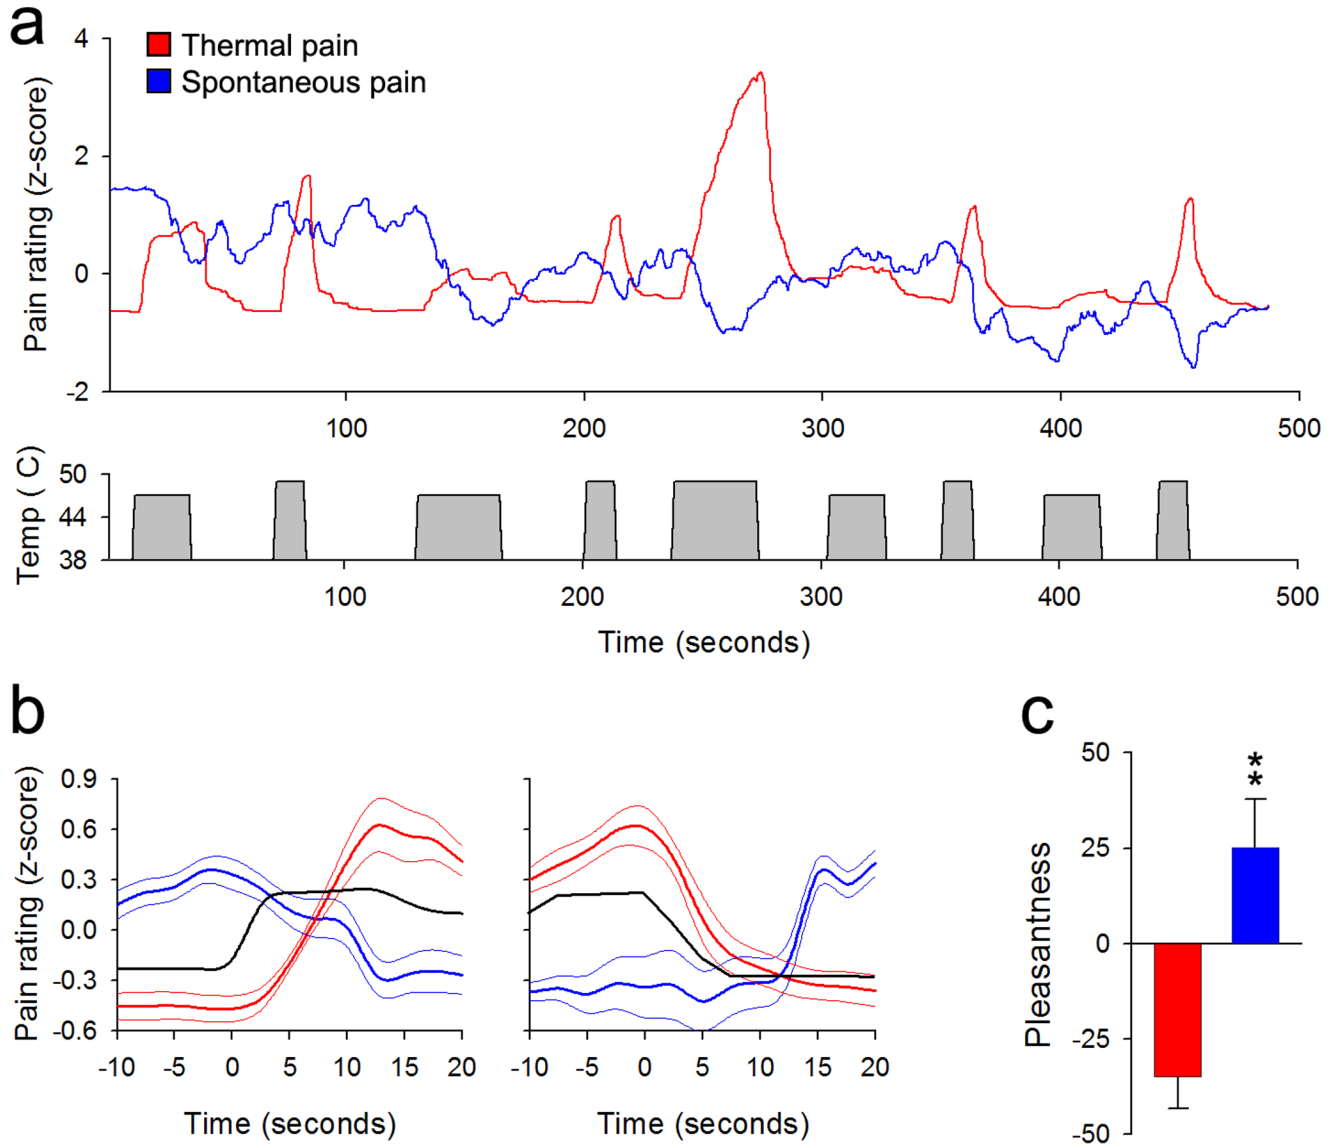 a
Thermal pain
Spontaneous pain
Pain rating (z-score)
4
2
0
-2
100 200 300 400 500
Temp ( C)
50
44
38
100 200 300 400 500
Time (seconds)
b
Pain rating (z-score)
0.9
0.6
0.3
0.0
-0.3
-0.6
-10 -5 0 5 10 15 20
Time (seconds)
-10 -5 0 5 10 15 20
Time (seconds)
c
Pleasantness
50
25
0
-25
-50
*
*